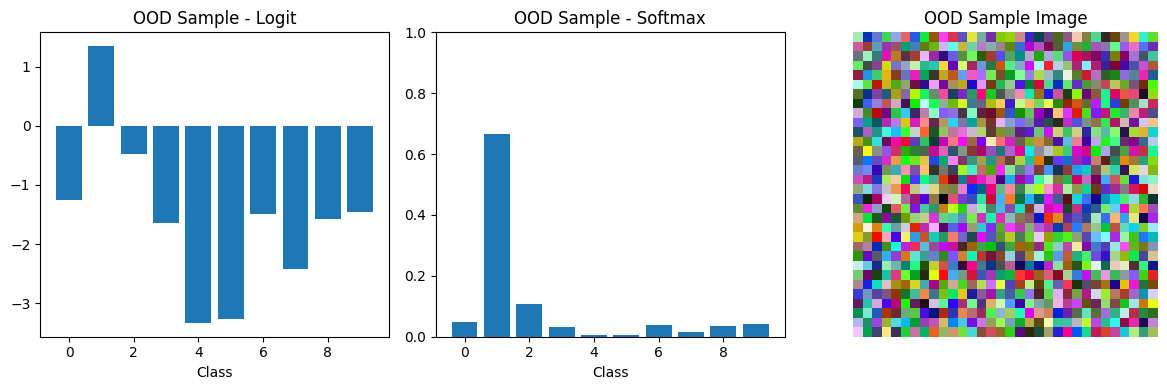 OOD Sample - Logit
1
0
−1
−2
−3
0 2 4 6 8
Class
OOD Sample - Softmax
1.0
0.8
0.6
0.4
0.2
0.0
0 2 4 6 8
Class
OOD Sample Image